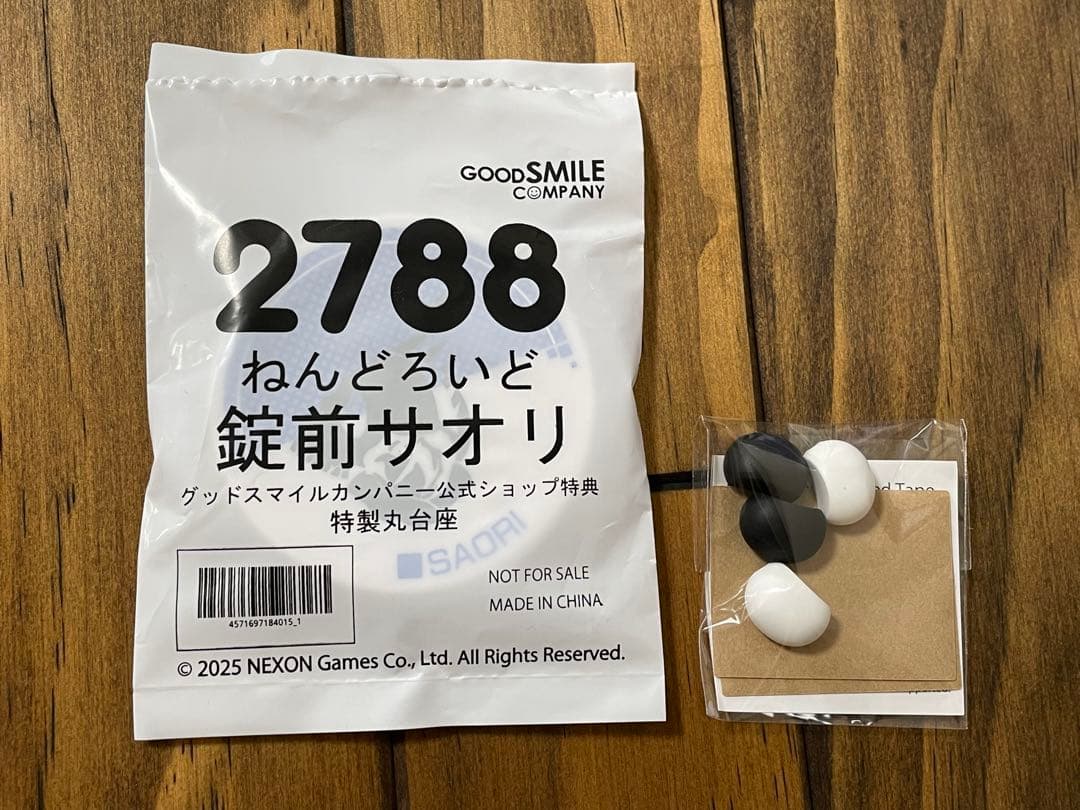 GOODSMILE
COMPANY
2788
ねんどろいど
錠前サオリ
グッドスマイルカンパニー公式ショップ特典
特製丸台座
SAORI
NOT FOR SALE
MADE IN CHINA
4571697184015_1
© 2025 NEXON Games Co., Ltd. All Rights Reserved.
Tape